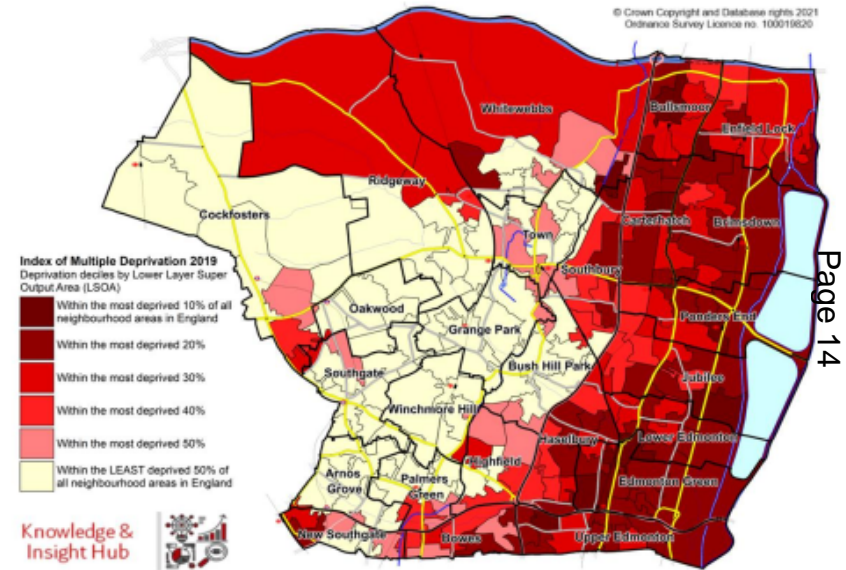 © Crown Copyright and Database rights 2021
Ordnance Survey Licence no. 100019820
Whitewebbs
Bullsmoor
Enfield Lock
Ridgeway
Cockfosters
Town
Carterhatch
Brimsdown
Southbury
Index of Multiple Deprivation 2019
Deprivation deciles by Lower Layer Super
Output Area (LSOA)
Within the most deprived 10% of all
neighbourhood areas in England
Within the most deprived 20%
Within the most deprived 30%
Within the most deprived 40%
Within the most deprived 50%
Within the LEAST deprived 50% of
all neighbourhood areas in England
Oakwood
Grange Park
Ponders End
Southgate
Bush Hill Park
Jubilee
Winchmore Hill
Haselbury
Lower Edmonton
Highfield
Arnos
Grove
Palmers
Green
Edmonton Green
New Southgate
Bowes
Upper Edmonton
Knowledge &
Insight Hub
Page 14